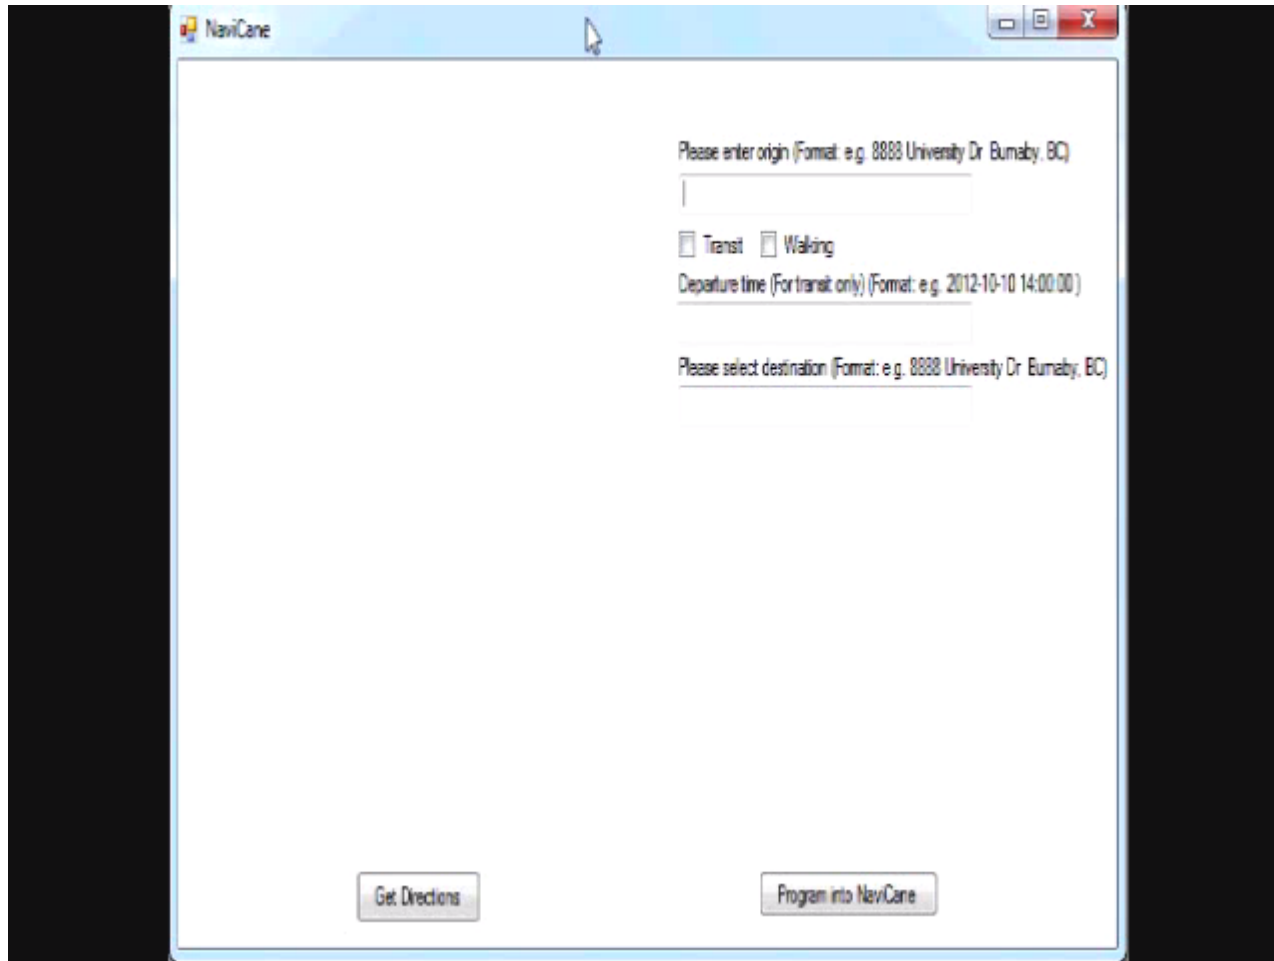 NaviCane
Please enter origin (Format: e.g. 8888 University Dr Burnaby, BC)
Transit Walking
Departure time (For transit only) (Format: e.g. 2012-10-10 14:00:00 )
Please select destination (Format: e.g. 8888 University Dr Burnaby, BC)
Get Directions Program into NaviCane